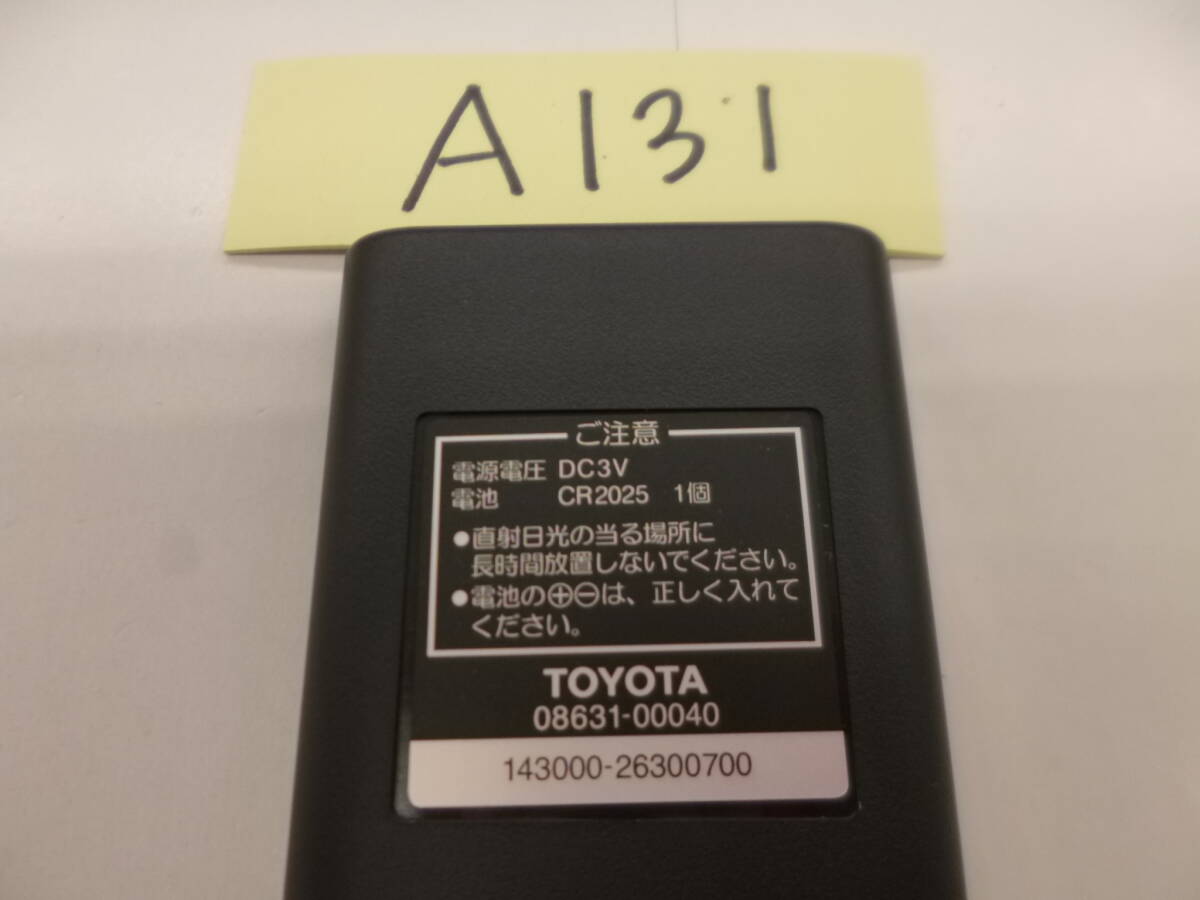 A131
ご注意
電源電圧 DC3V
電池 CR2025 1個
●直射日光の当る場所に
長時間放置しないでください。
●電池の⊕⊖は、正しく入れて
ください。
TOYOTA
08631-00040
143000-26300700